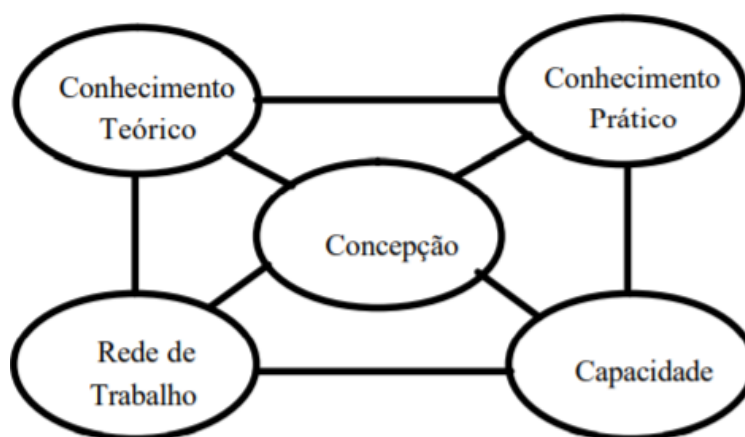 Conhecimento
Teórico
Conhecimento
Prático
Concepção
Rede de
Trabalho
Capacidade